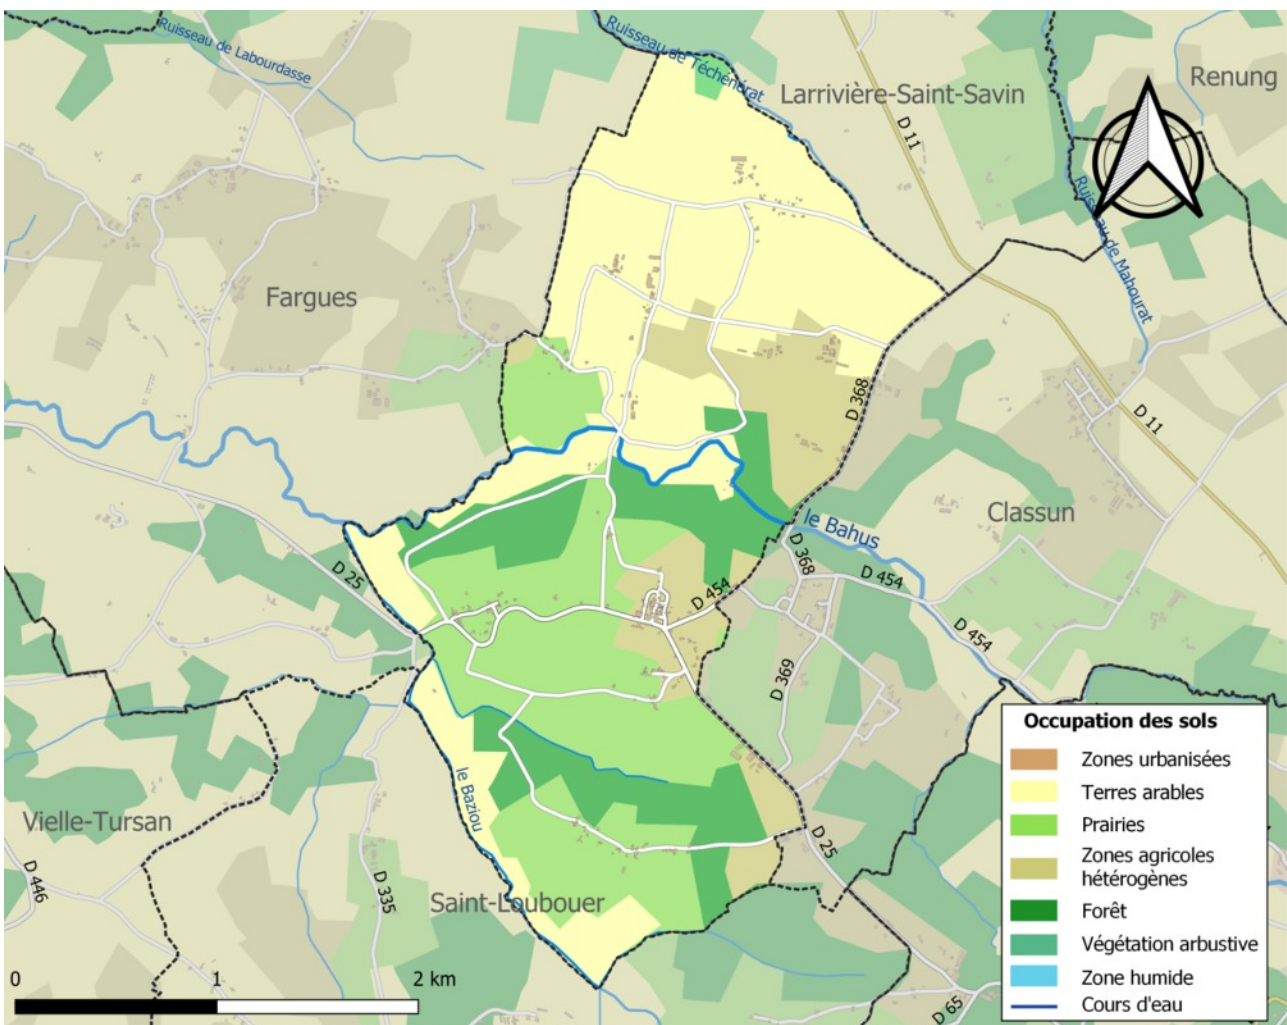 Ruisseau de Labourdasse
Ruisseau de Téchénérat
Larrivière-Saint-Savin
Renung
D 11
Ruisseau de Mahourat
Fargues
D 368
D 11
Classun
le Bahus
D 368
D 454
D 454
D 25
D 454
D 369
le Baziou
Vielle-Tursan
D 446
D 335
Saint-Loubouer
D 25
D 65
Occupation des sols
Zones urbanisées
Terres arables
Prairies
Zones agricoles
hétérogènes
Forêt
Végétation arbustive
Zone humide
Cours d'eau
0 1 2 km